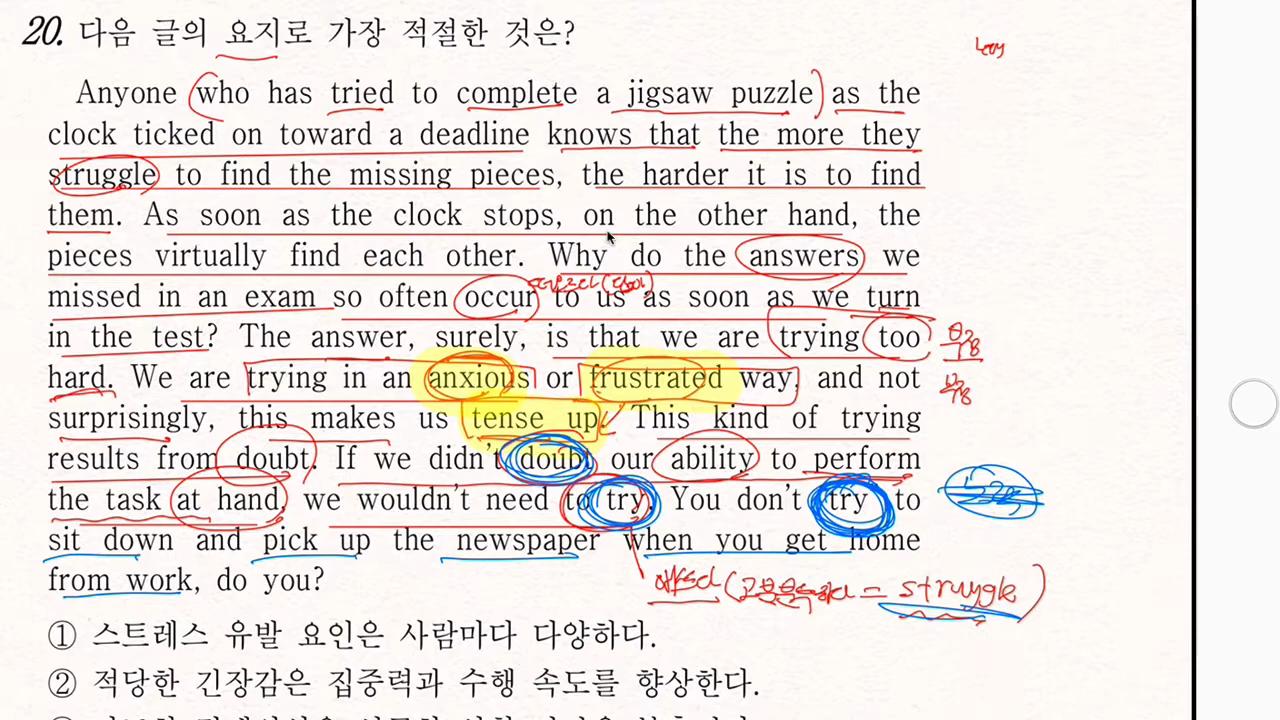 20. 다음 글의 요지로 가장 적절한 것은?
Anyone who has tried to complete a jigsaw puzzle as the
clock ticked on toward a deadline knows that the more they
struggle to find the missing pieces, the harder it is to find
them. As soon as the clock stops, on the other hand, the
pieces virtually find each other. Why do the answers we
missed in an exam so often occur to us as soon as we turn
in the test? The answer, surely, is that we are trying too
hard. We are trying in an anxious or frustrated way, and not
surprisingly, this makes us tense up. This kind of trying
results from doubt. If we didn't doubt our ability to perform
the task at hand, we wouldn't need to try. You don't try to
sit down and pick up the newspaper when you get home
from work, do you?
= struggle
① 스트레스 유발 요인은 사람마다 다양하다.
② 적당한 긴장감은 집중력과 수행 속도를 향상한다.